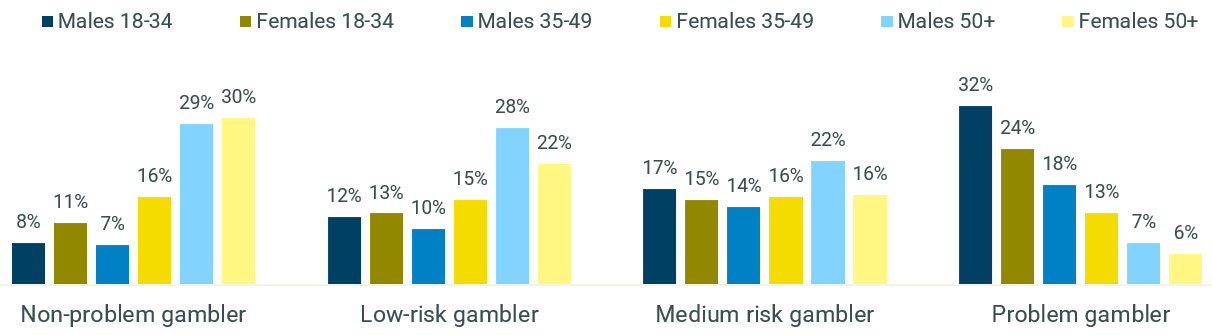 Males 18-34 Females 18-34 Males 35-49 Females 35-49 Males 50+ Females 50+
8% 11% 7% 16% 29% 30%
12% 13% 10% 15% 28% 22%
17% 15% 14% 16% 22% 16%
32% 24% 18% 13% 7% 6%
Non-problem gambler Low-risk gambler Medium risk gambler Problem gambler